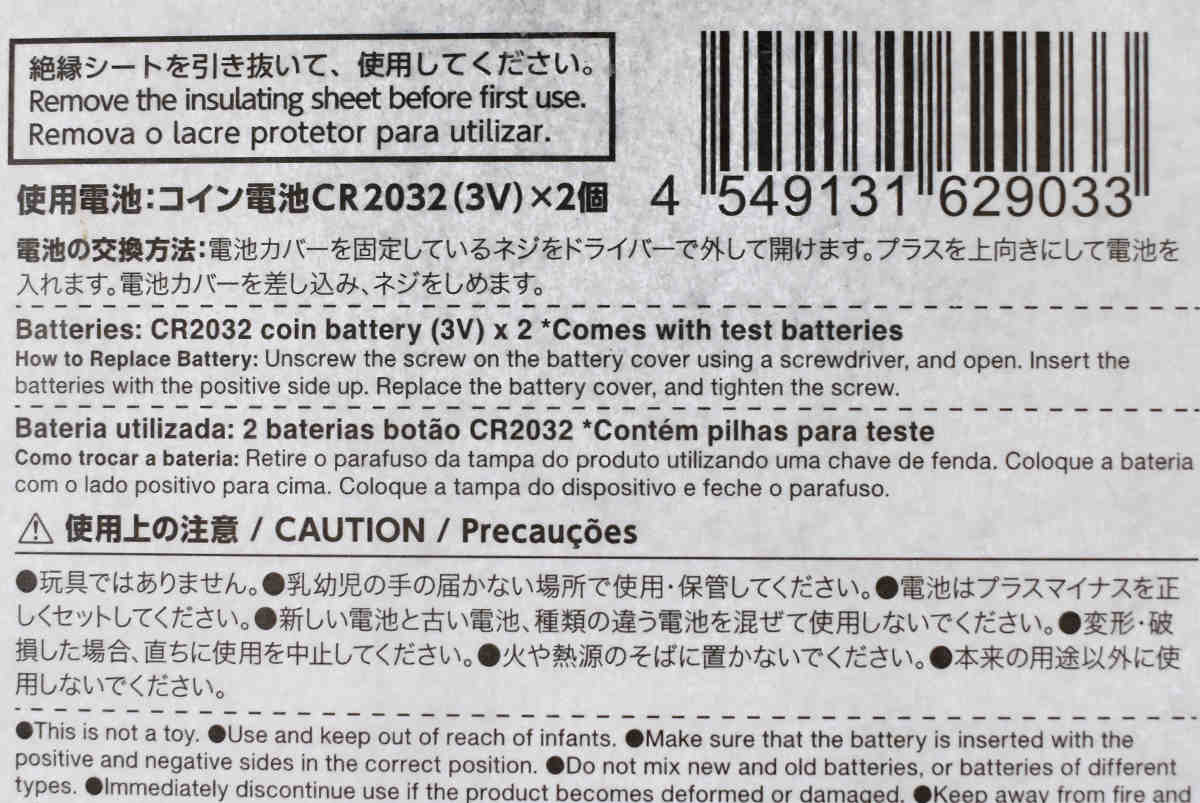 絶縁シートを引き抜いて、使用してください。
Remove the insulating sheet before first use.
Remova o lacre protetor para utilizar.
使用電池:コイン電池CR2032(3V)×2個
4 549131 629033
電池の交換方法:電池カバーを固定しているネジをドライバーで外して開けます。プラスを上向きにして電池を
入れます。電池カバーを差し込み、ネジをしめます。
Batteries: CR2032 coin battery (3V) x 2 *Comes with test batteries
How to Replace Battery: Unscrew the screw on the battery cover using a screwdriver, and open. Insert the
batteries with the positive side up. Replace the battery cover, and tighten the screw.
Bateria utilizada: 2 baterias botão CR2032 *Contém pilhas para teste
Como trocar a bateria: Retire o parafuso da tampa do produto utilizando uma chave de fenda. Coloque a bateria
com o lado positivo para cima. Coloque a tampa do dispositivo e feche o parafuso.
⚠ 使用上の注意 / CAUTION / Precauções
●玩具ではありません。●乳幼児の手の届かない場所で使用・保管してください。●電池はプラスマイナスを正
しくセットしてください。●新しい電池と古い電池、種類の違う電池を混ぜて使用しないでください。●変形・破
損した場合、直ちに使用を中止してください。●火や熱源のそばに置かないでください。●本来の用途以外に使
用しないでください。
●This is not a toy. ●Use and keep out of reach of infants. ●Make sure that the battery is inserted with the
positive and negative sides in the correct position. ●Do not mix new and old batteries, or batteries of different
types. ●Immediately discontinue use if the product becomes deformed or damaged. ●Keep away from fire and